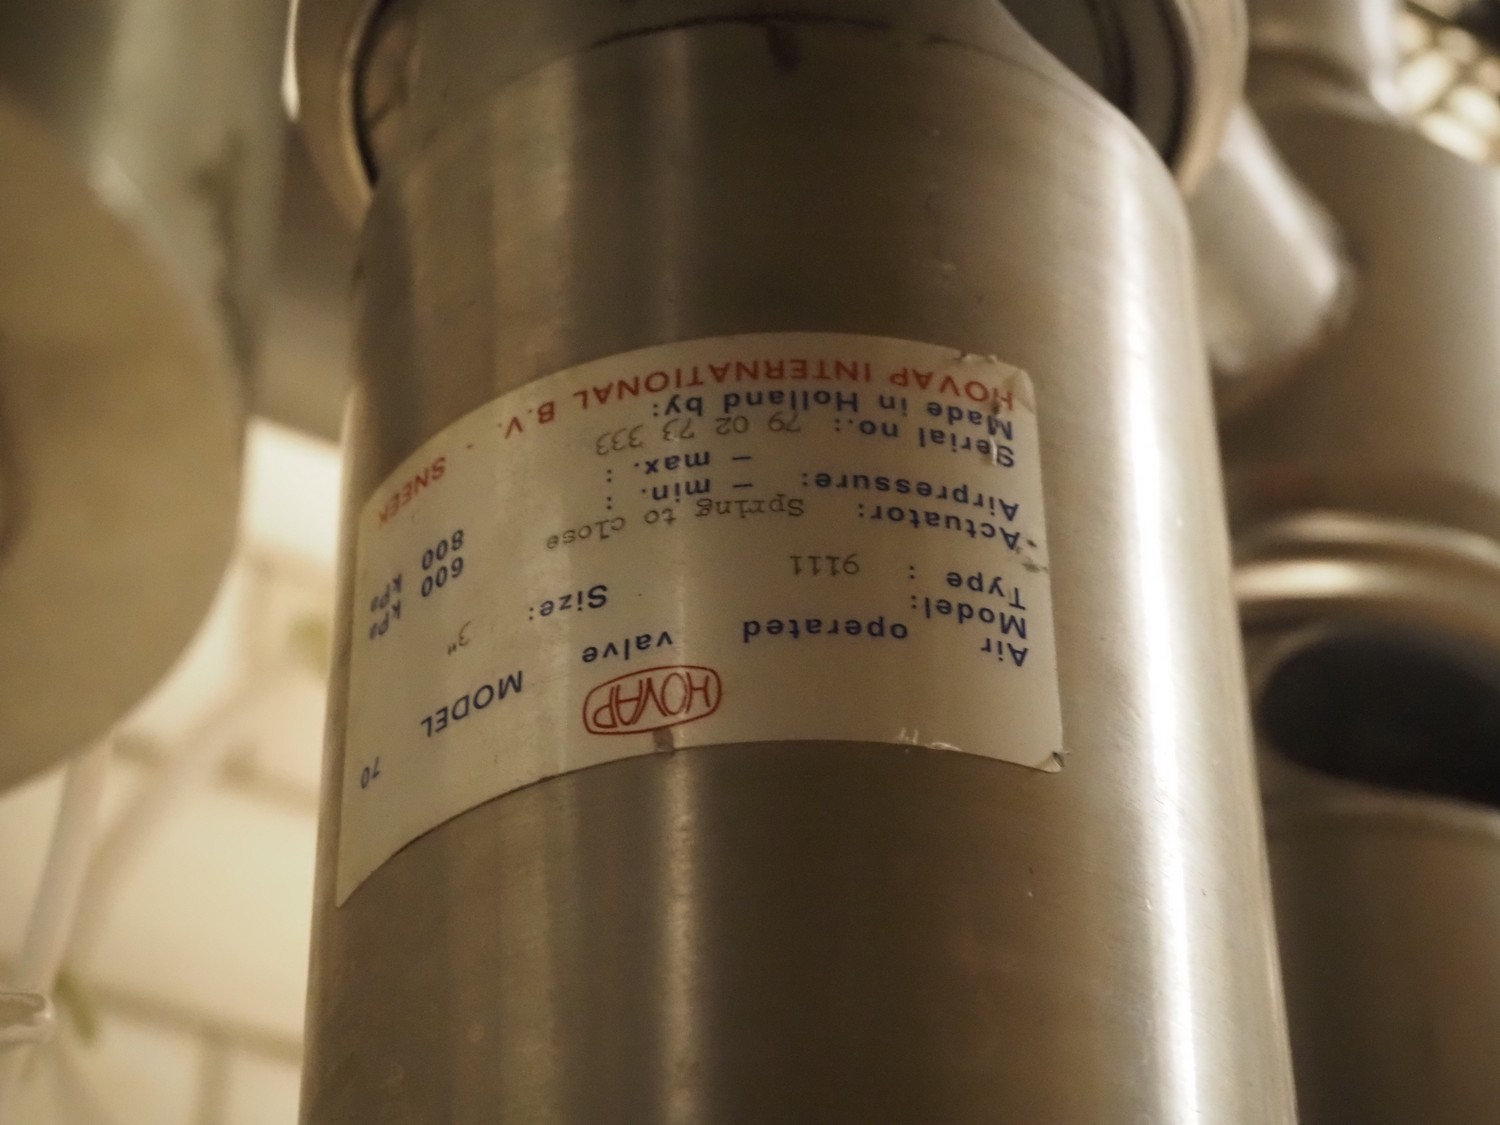 HOVAP MODEL 70
Air operated valve
Model:
Type : 9111 Size: 3"
Actuator: Spring to close
Airpressure: – min. : 600 kPa
– max. : 800 kPa
Serial no.: 79 02 73 333
Made in Holland by:
HOVAP INTERNATIONAL B.V. - SNEEK